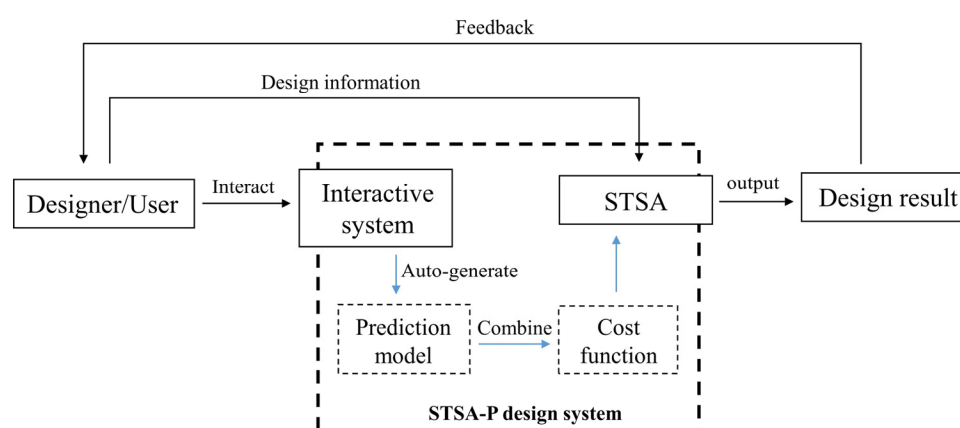 Feedback
Design information
Designer/User
Interact
Interactive
system
STSA
output
Design result
Auto-generate
Prediction
model
Combine
Cost
function
STSA-P design system